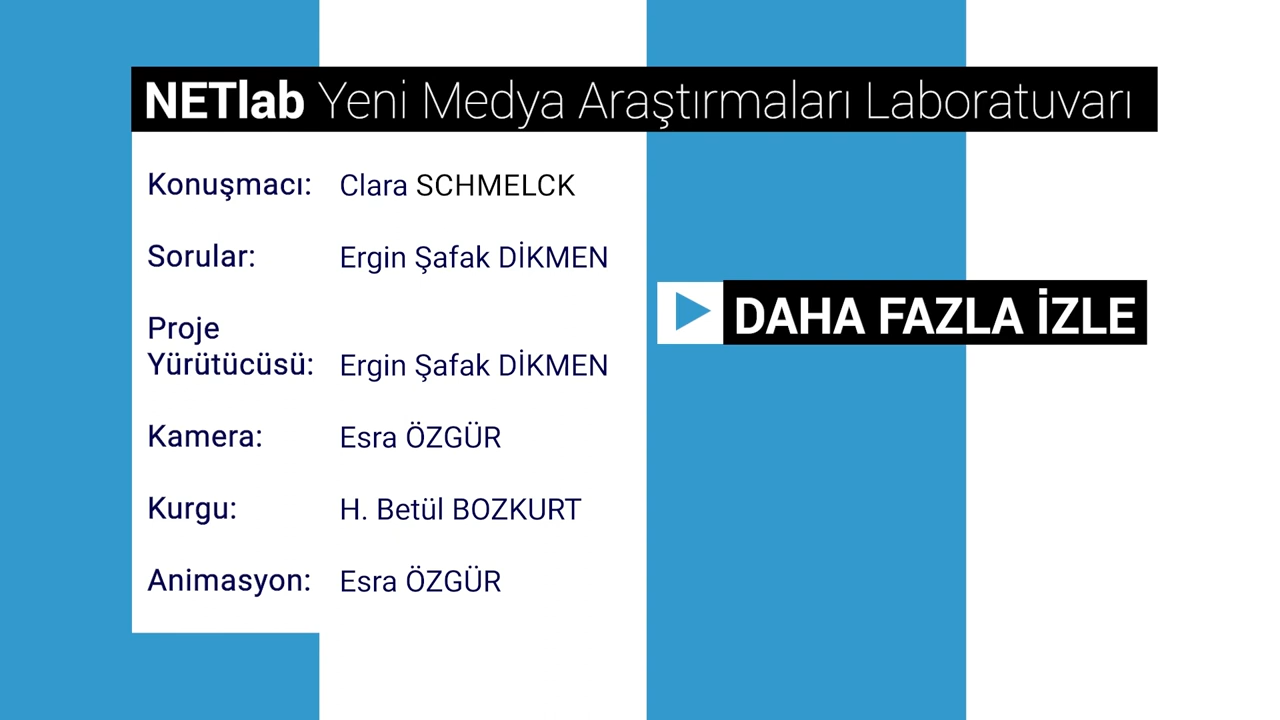 NETlab Yeni Medya Araştırmaları Laboratuvarı
Konuşmacı: Clara SCHMELCK
Sorular: Ergin Şafak DİKMEN
Proje
Yürütücüsü: Ergin Şafak DİKMEN
Kamera: Esra ÖZGÜR
Kurgu: H. Betül BOZKURT
Animasyon: Esra ÖZGÜR
DAHA FAZLA İZLE